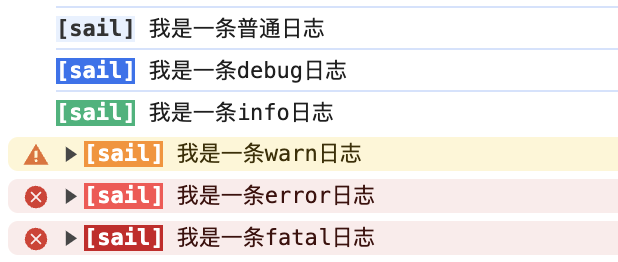 [sail] 我是一条普通日志
[sail] 我是一条debug日志
[sail] 我是一条info日志
[sail] 我是一条warn日志
[sail] 我是一条error日志
[sail] 我是一条fatal日志